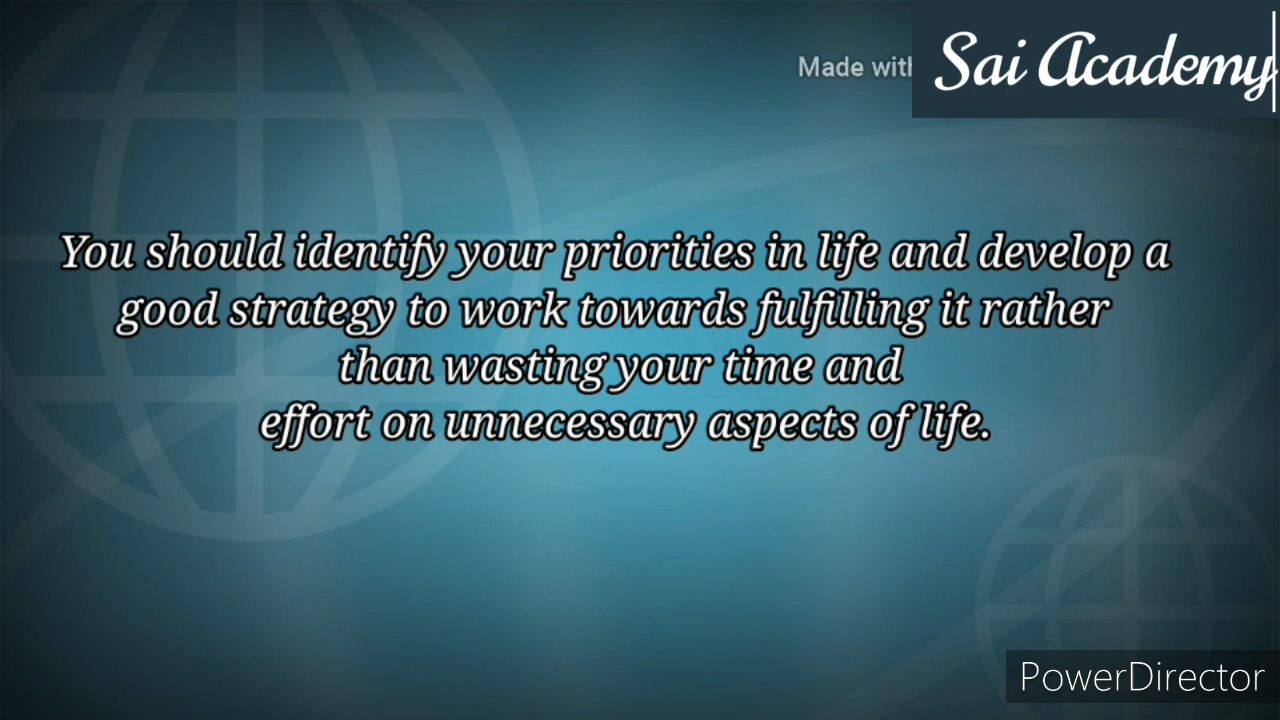 Made with
Sai Academy
You should identify your priorities in life and develop a
good strategy to work towards fulfilling it rather
than wasting your time and
effort on unnecessary aspects of life.
PowerDirector